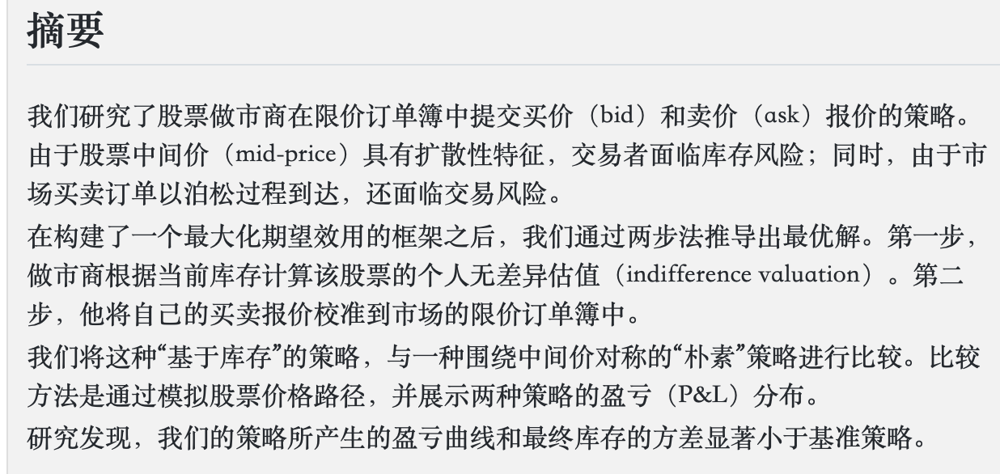 摘要
我们研究了股票做市商在限价订单簿中提交买价（bid）和卖价（ask）报价的策略。
由于股票中间价（mid-price）具有扩散性特征，交易者面临库存风险；同时，由于市
场买卖订单以泊松过程到达，还面临交易风险。
在构建了一个最大化期望效用的框架之后，我们通过两步法推导出最优解。第一步，
做市商根据当前库存计算该股票的个人无差异估值（indifference valuation）。第二
步，他将自己的买卖报价校准到市场的限价订单簿中。
我们将这种“基于库存”的策略，与一种围绕中间价对称的“朴素”策略进行比较。比较
方法是通过模拟股票价格路径，并展示两种策略的盈亏（P&L）分布。
研究发现，我们的策略所产生的盈亏曲线和最终库存的方差显著小于基准策略。